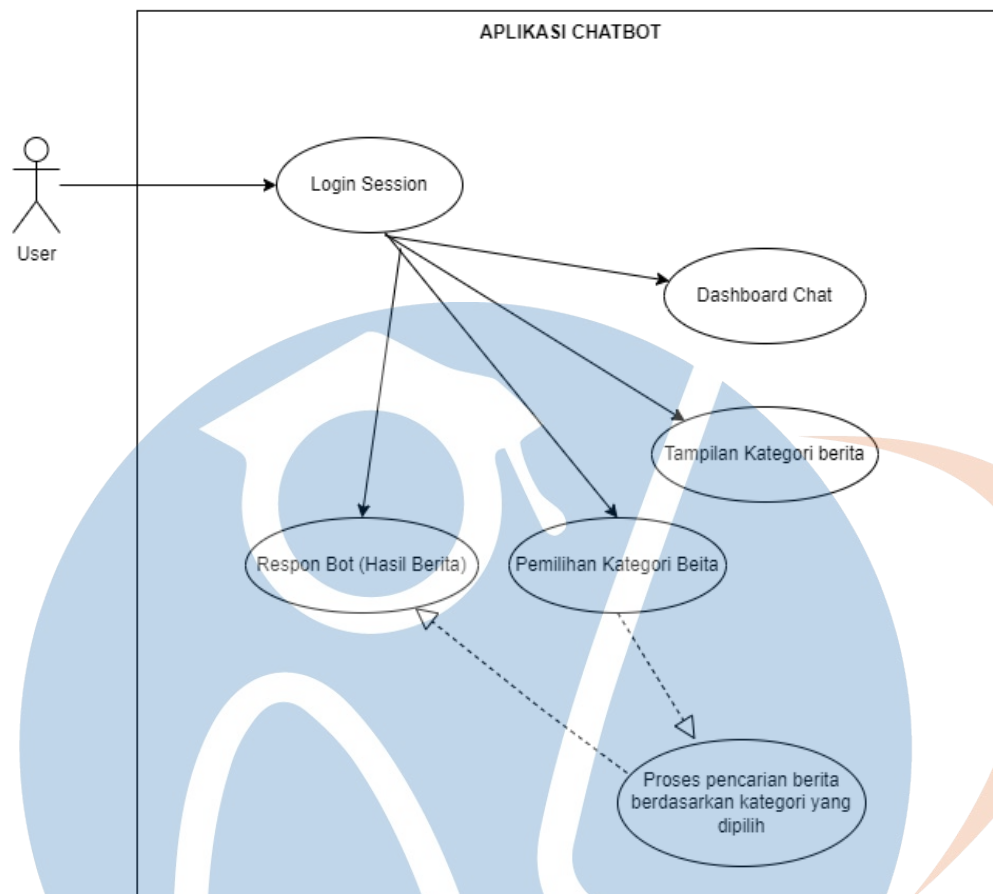 APLIKASI CHATBOT
Login Session
User
Dashboard Chat
Tampilan Kategori berita
Respon Bot (Hasil Berita)
Pemilihan Kategori Beita
Proses pencarian berita
berdasarkan kategori yang
dipilih